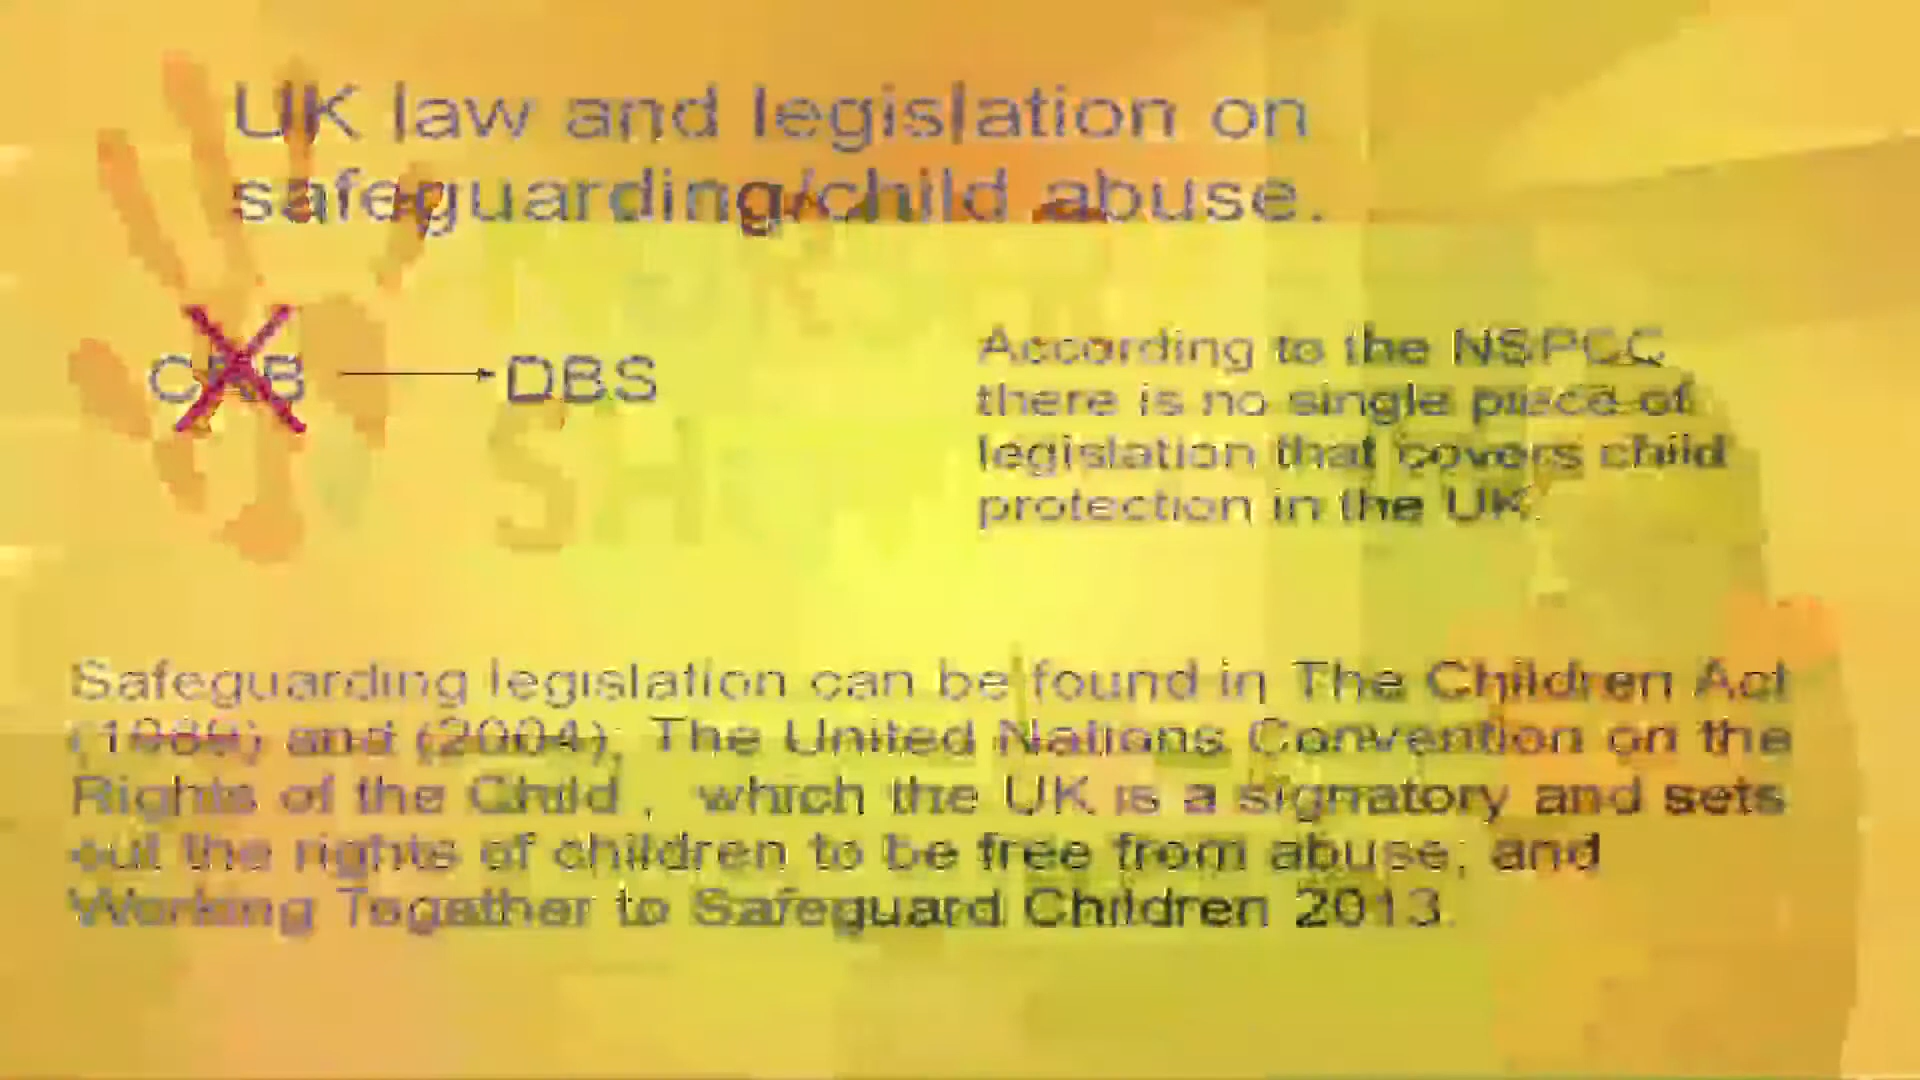 UK law and legislation on
safeguarding/child abuse.
CRB
DBS
According to the NSPCC
there is no single piece of
legislation that covers child
protection in the UK.
Safeguarding legislation can be found in The Children Act
(1989) and (2004); The United Nations Convention on the
Rights of the Child , which the UK is a signatory and sets
out the rights of children to be free from abuse; and
Working Together to Safeguard Children 2013.